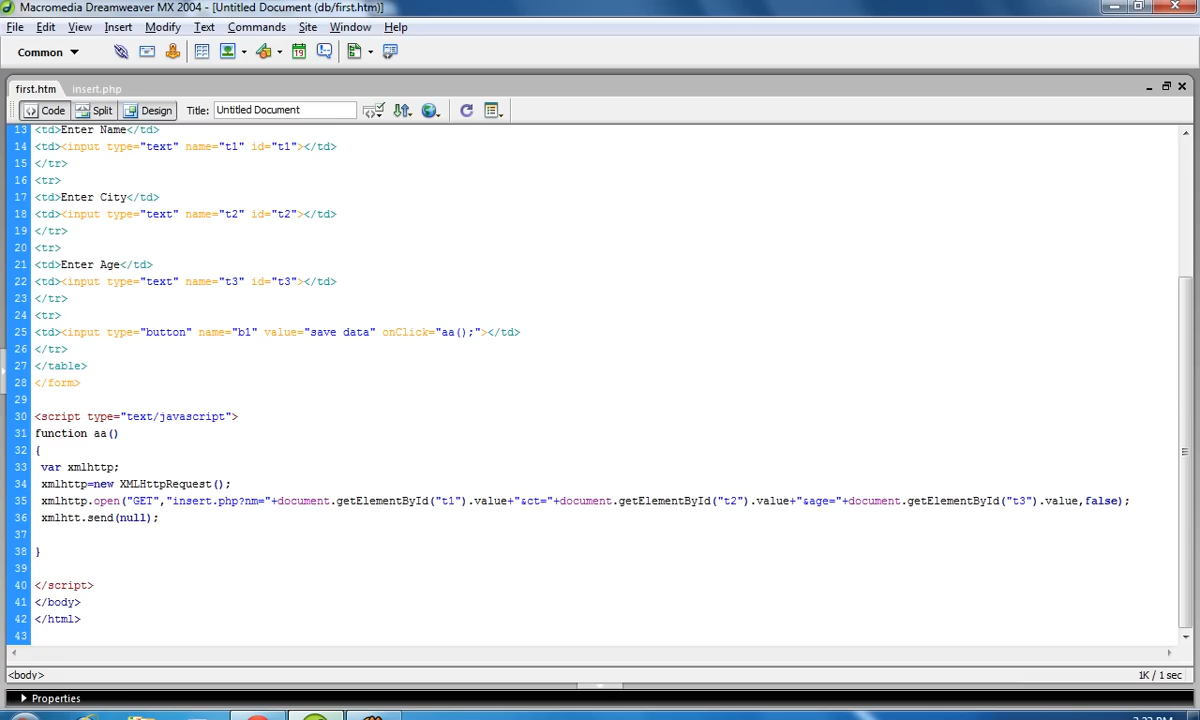 Macromedia Dreamweaver MX 2004 - [Untitled Document (db/first.htm)]
File Edit View Insert Modify Text Commands Site Window Help
Common
first.htm insert.php
Code Split Design Title: Untitled Document
13 <td>Enter Name</td>
14 <td><input type="text" name="t1" id="t1"></td>
15 </tr>
16 <tr>
17 <td>Enter City</td>
18 <td><input type="text" name="t2" id="t2"></td>
19 </tr>
20 <tr>
21 <td>Enter Age</td>
22 <td><input type="text" name="t3" id="t3"></td>
23 </tr>
24 <tr>
25 <td><input type="button" name="b1" value="save data" onClick="aa();"></td>
26 </tr>
27 </table>
28 </form>
29
30 <script type="text/javascript">
31 function aa()
32 {
33 var xmlhttp;
34 xmlhttp=new XMLHttpRequest();
35 xmlhttp.open("GET","insert.php?nm="+document.getElementById("t1").value+"&ct="+document.getElementById("t2").value+"&age="+document.getElementById("t3").value,false);
36 xmlhtt.send(null);
37
38 }
39
40 </script>
41 </body>
42 </html>
43
<body> 1K / 1 sec
Properties